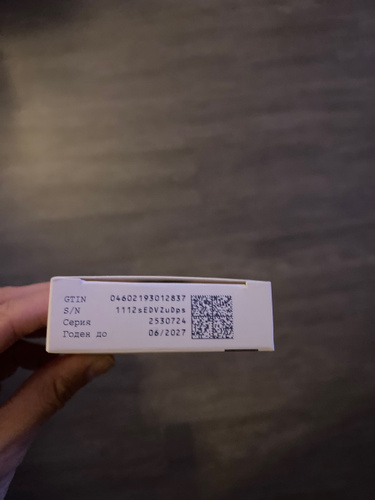 GTIN 04602193012837
S/N 1112sEDVZuDps
Серия 2530724
Годен до 06/2027